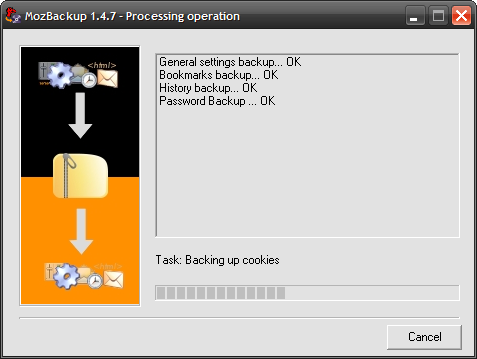 MozBackup 1.4.7 - Processing operation
<html>
General settings backup... OK
Bookmarks backup... OK
History backup... OK
Password Backup ... OK
Task: Backing up cookies
Cancel